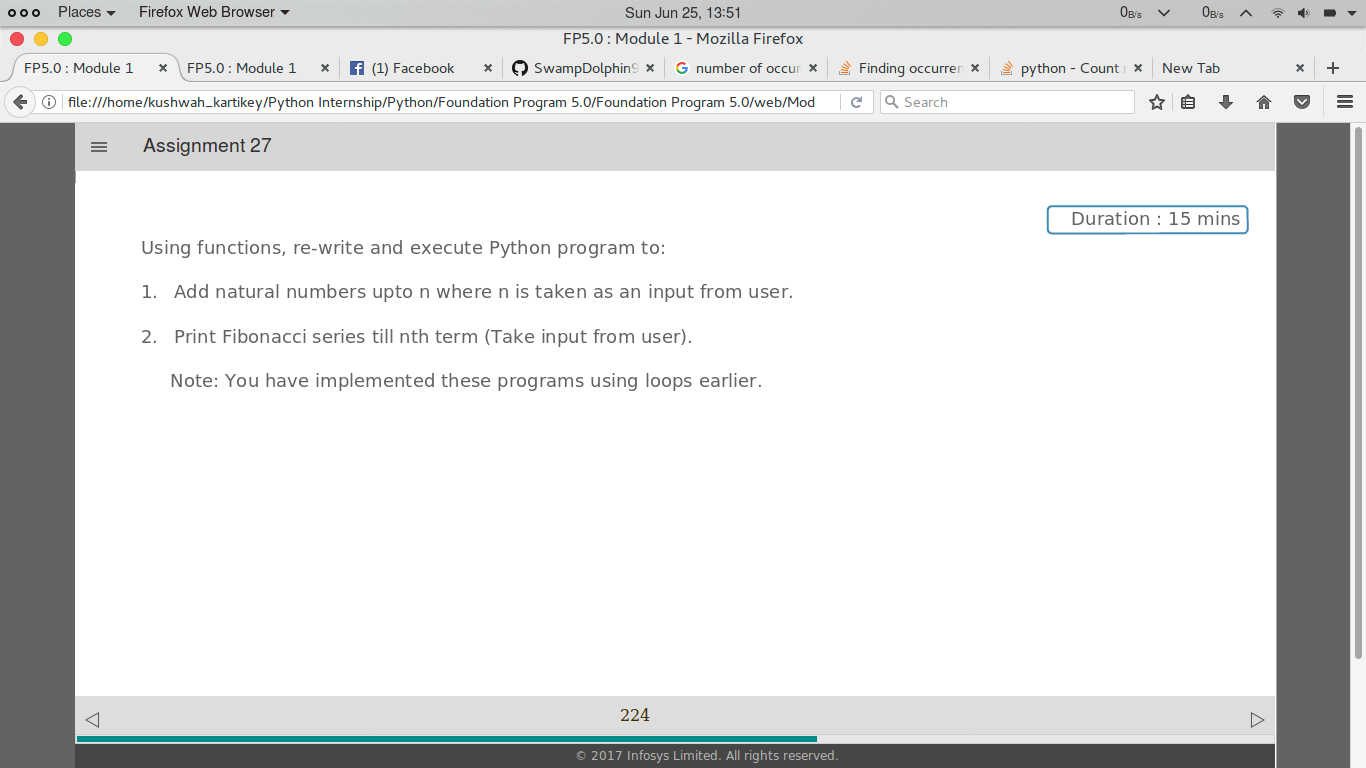 Places Firefox Web Browser Sun Jun 25, 13:51 0B/s 0B/s
FP5.0 : Module 1 - Mozilla Firefox
FP5.0 : Module 1 FP5.0 : Module 1 (1) Facebook SwampDolphin9 number of occur Finding occurren python - Count New Tab
file:///home/kushwah_kartikey/Python Internship/Python/Foundation Program 5.0/Foundation Program 5.0/web/Mod Search
Assignment 27
Duration : 15 mins
Using functions, re-write and execute Python program to:
1. Add natural numbers upto n where n is taken as an input from user.
2. Print Fibonacci series till nth term (Take input from user).
Note: You have implemented these programs using loops earlier.
224
© 2017 Infosys Limited. All rights reserved.